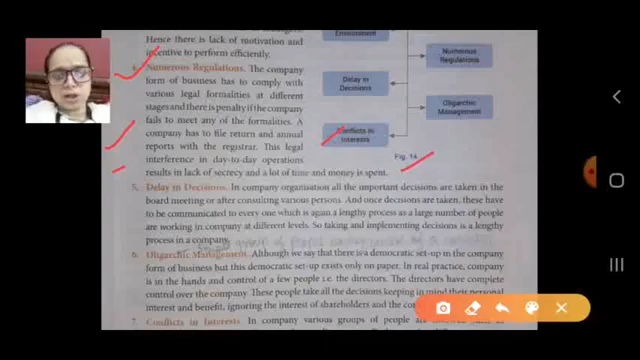 Hence there is lack of motivation and
incentive to perform efficiently.
4. Numerous Regulations. The company
form of business has to comply with
various legal formalities at different
stages and there is penalty if the company
fails to meet any of the formalities. A
company has to file return and annual
reports with the registrar. This legal
interference in day-to-day operations
results in lack of secrecy and a lot of time and money is spent.
Environment
Numerous
Regulations
Delay in
Decisions
Oligarchic
Management
Conflicts in
Interests
Fig. 14
5. Delay in Decisions. In company organisation all the important decisions are taken in the
board meeting or after consulting various persons. And once decisions are taken, these have
to be communicated to every one which is again a lengthy process as a large number of people
are working in company at different levels. So taking and implementing decisions is a lengthy
process in a company.
group of people having control of a
6. Oligarchic Management. Although we say that there is a democratic set-up in the company
form of business but this democratic set-up exists only on paper. In real practice, company
is in the hands and control of a few people i.e. the directors. The directors have complete
control over the company. These people take all the decisions keeping in mind their personal
interest and benefit, ignoring the interest of shareholders and the
7. Conflicts in Interests. In company various groups of people are